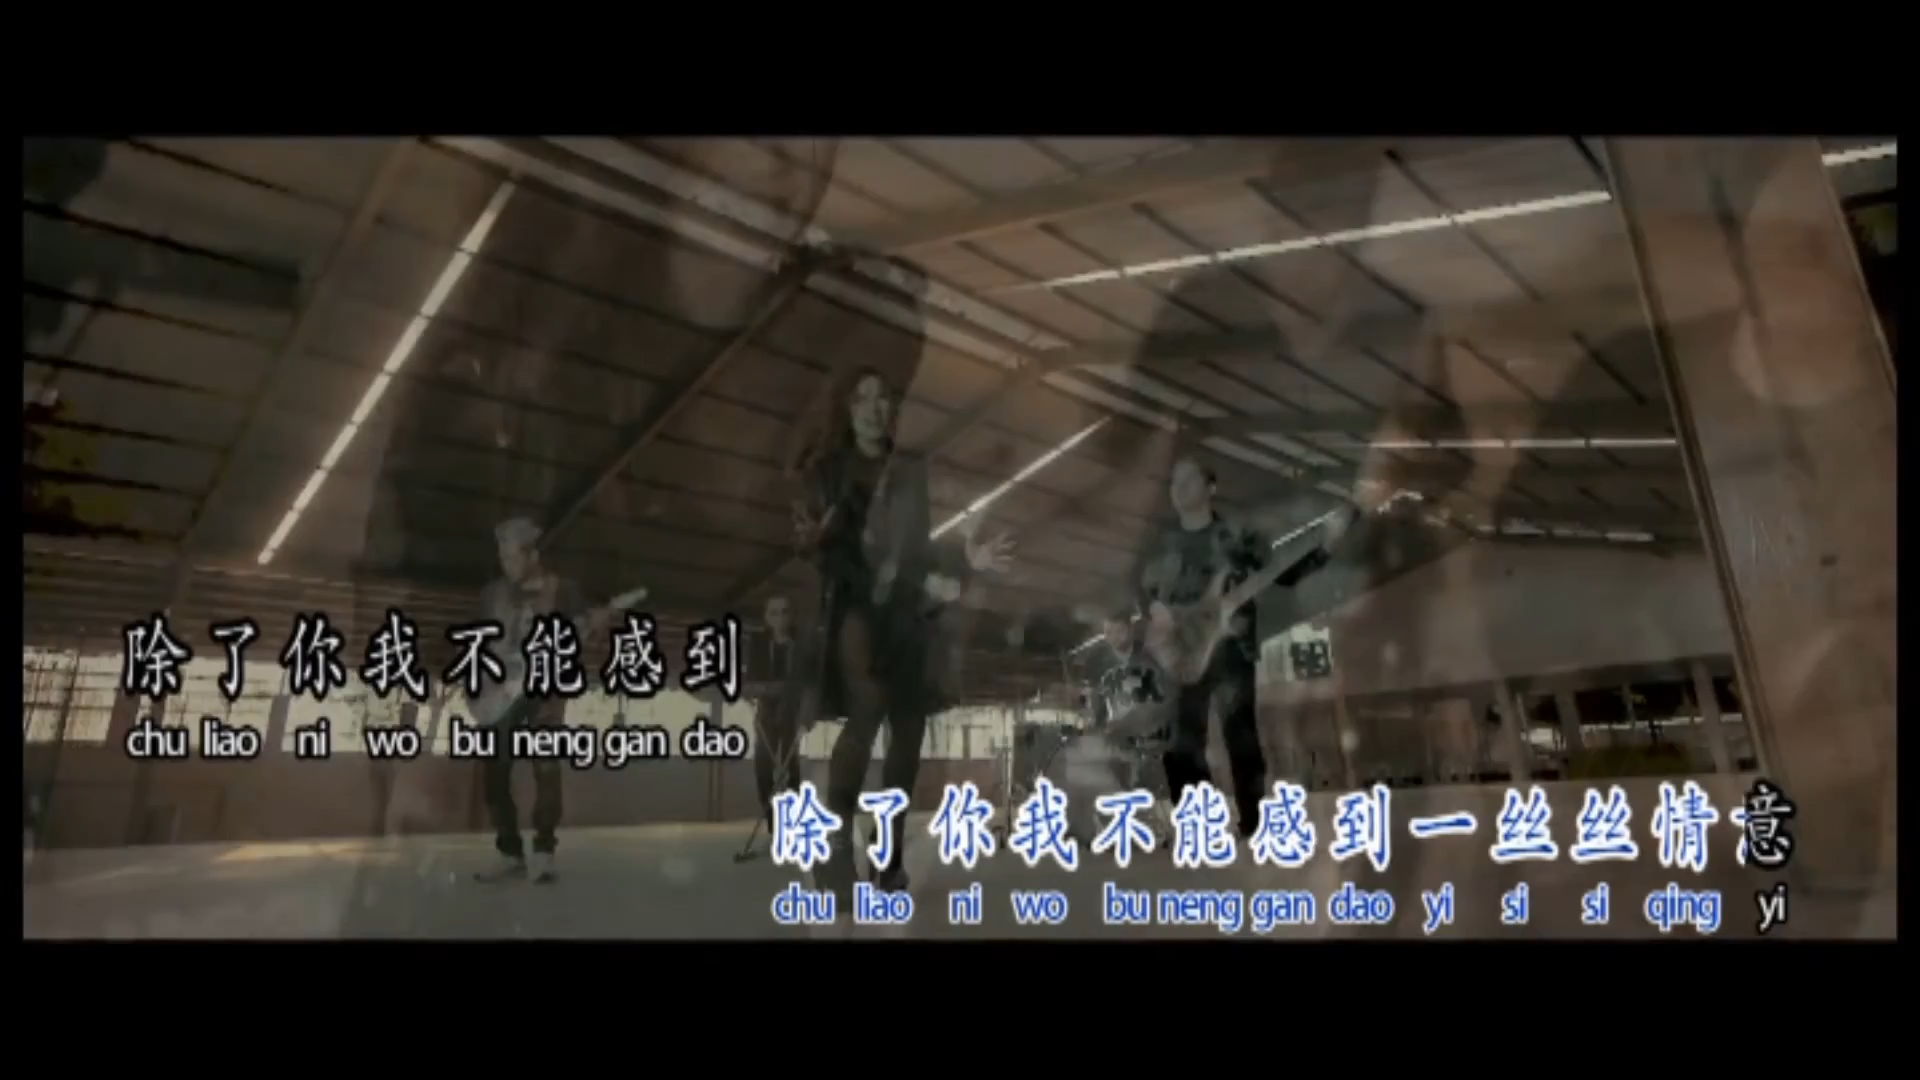 除了你我不能感到
chu liao ni wo bu neng gan dao
除了你我不能感到一丝丝情意
chu liao ni wo bu neng gan dao yi si si qing yi